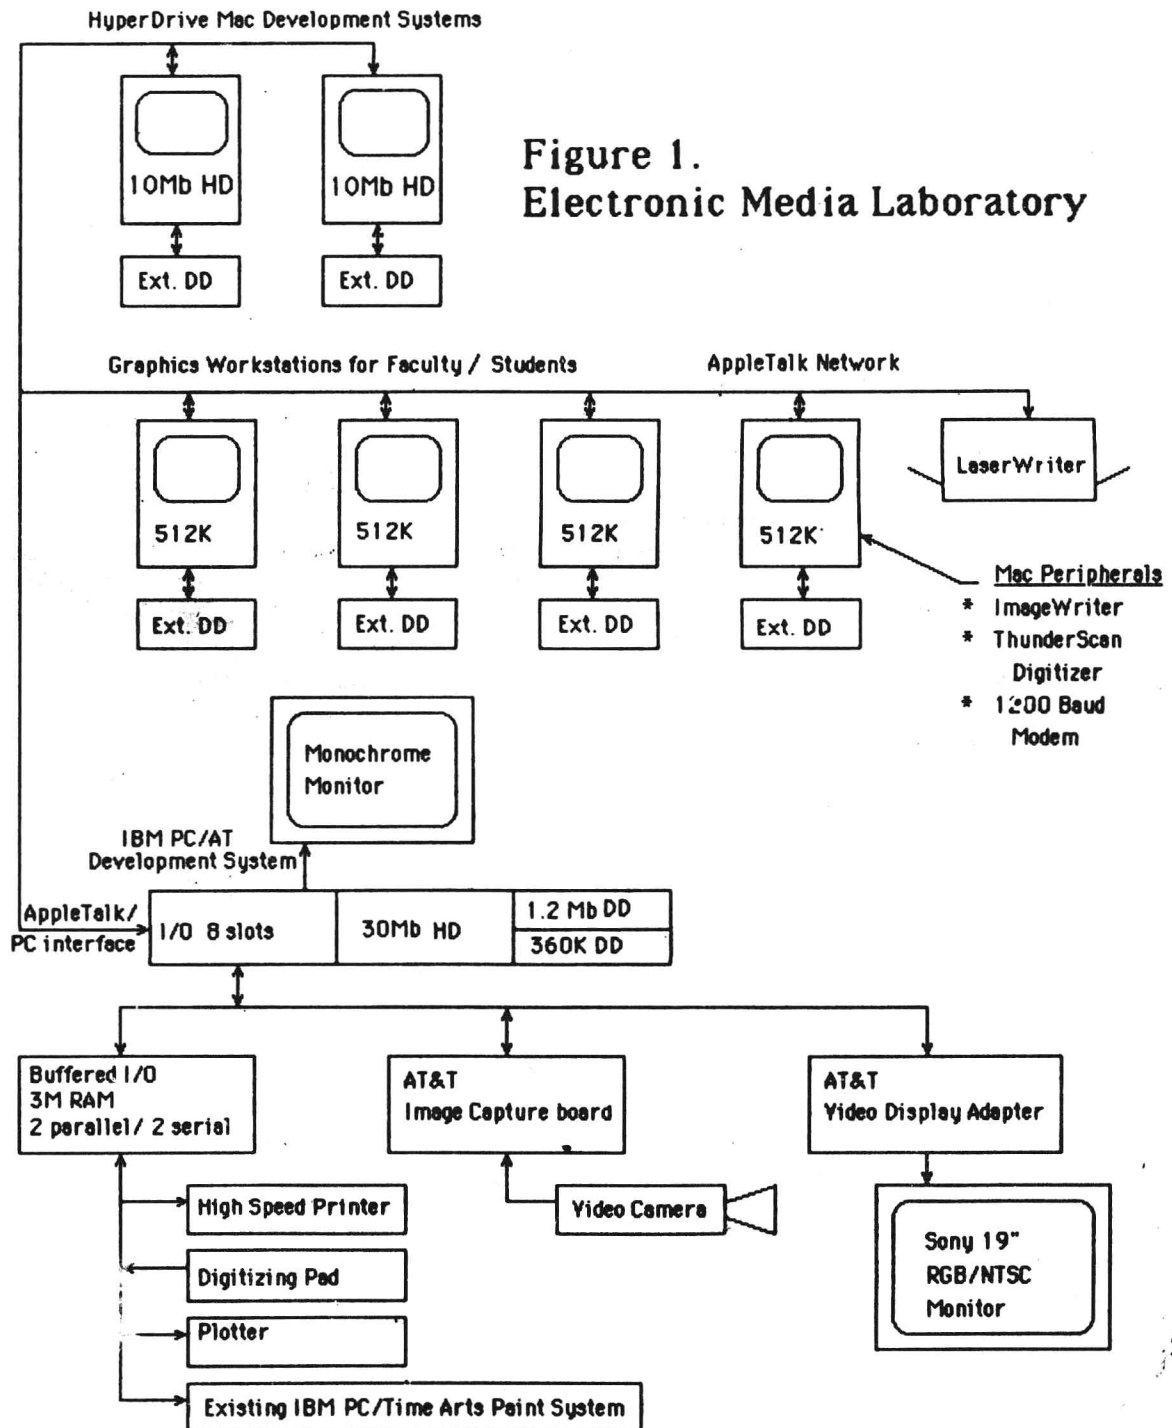 HyperDrive Mac Development Systems
10Mb HD
10Mb HD
Figure 1.
Electronic Media Laboratory
Ext. DD
Ext. DD
Graphics Workstations for Faculty / Students
AppleTalk Network
512K
512K
512K
512K
LaserWriter
Ext. DD
Ext. DD
Ext. DD
Ext. DD
Mac Peripherals
* ImageWriter
* ThunderScan
Digitizer
* 1200 Baud
Modem
Monochrome
Monitor
IBM PC/AT
Development System
AppleTalk/
PC interface
I/O 8 slots
30Mb HD
1.2 Mb DD
360K DD
Buffered I/O
3M RAM
2 parallel/ 2 serial
AT&T
Image Capture board
AT&T
Video Display Adapter
High Speed Printer
Digitizing Pad
Plotter
Existing IBM PC/Time Arts Paint System
Video Camera
Sony 19"
RGB/NTSC
Monitor